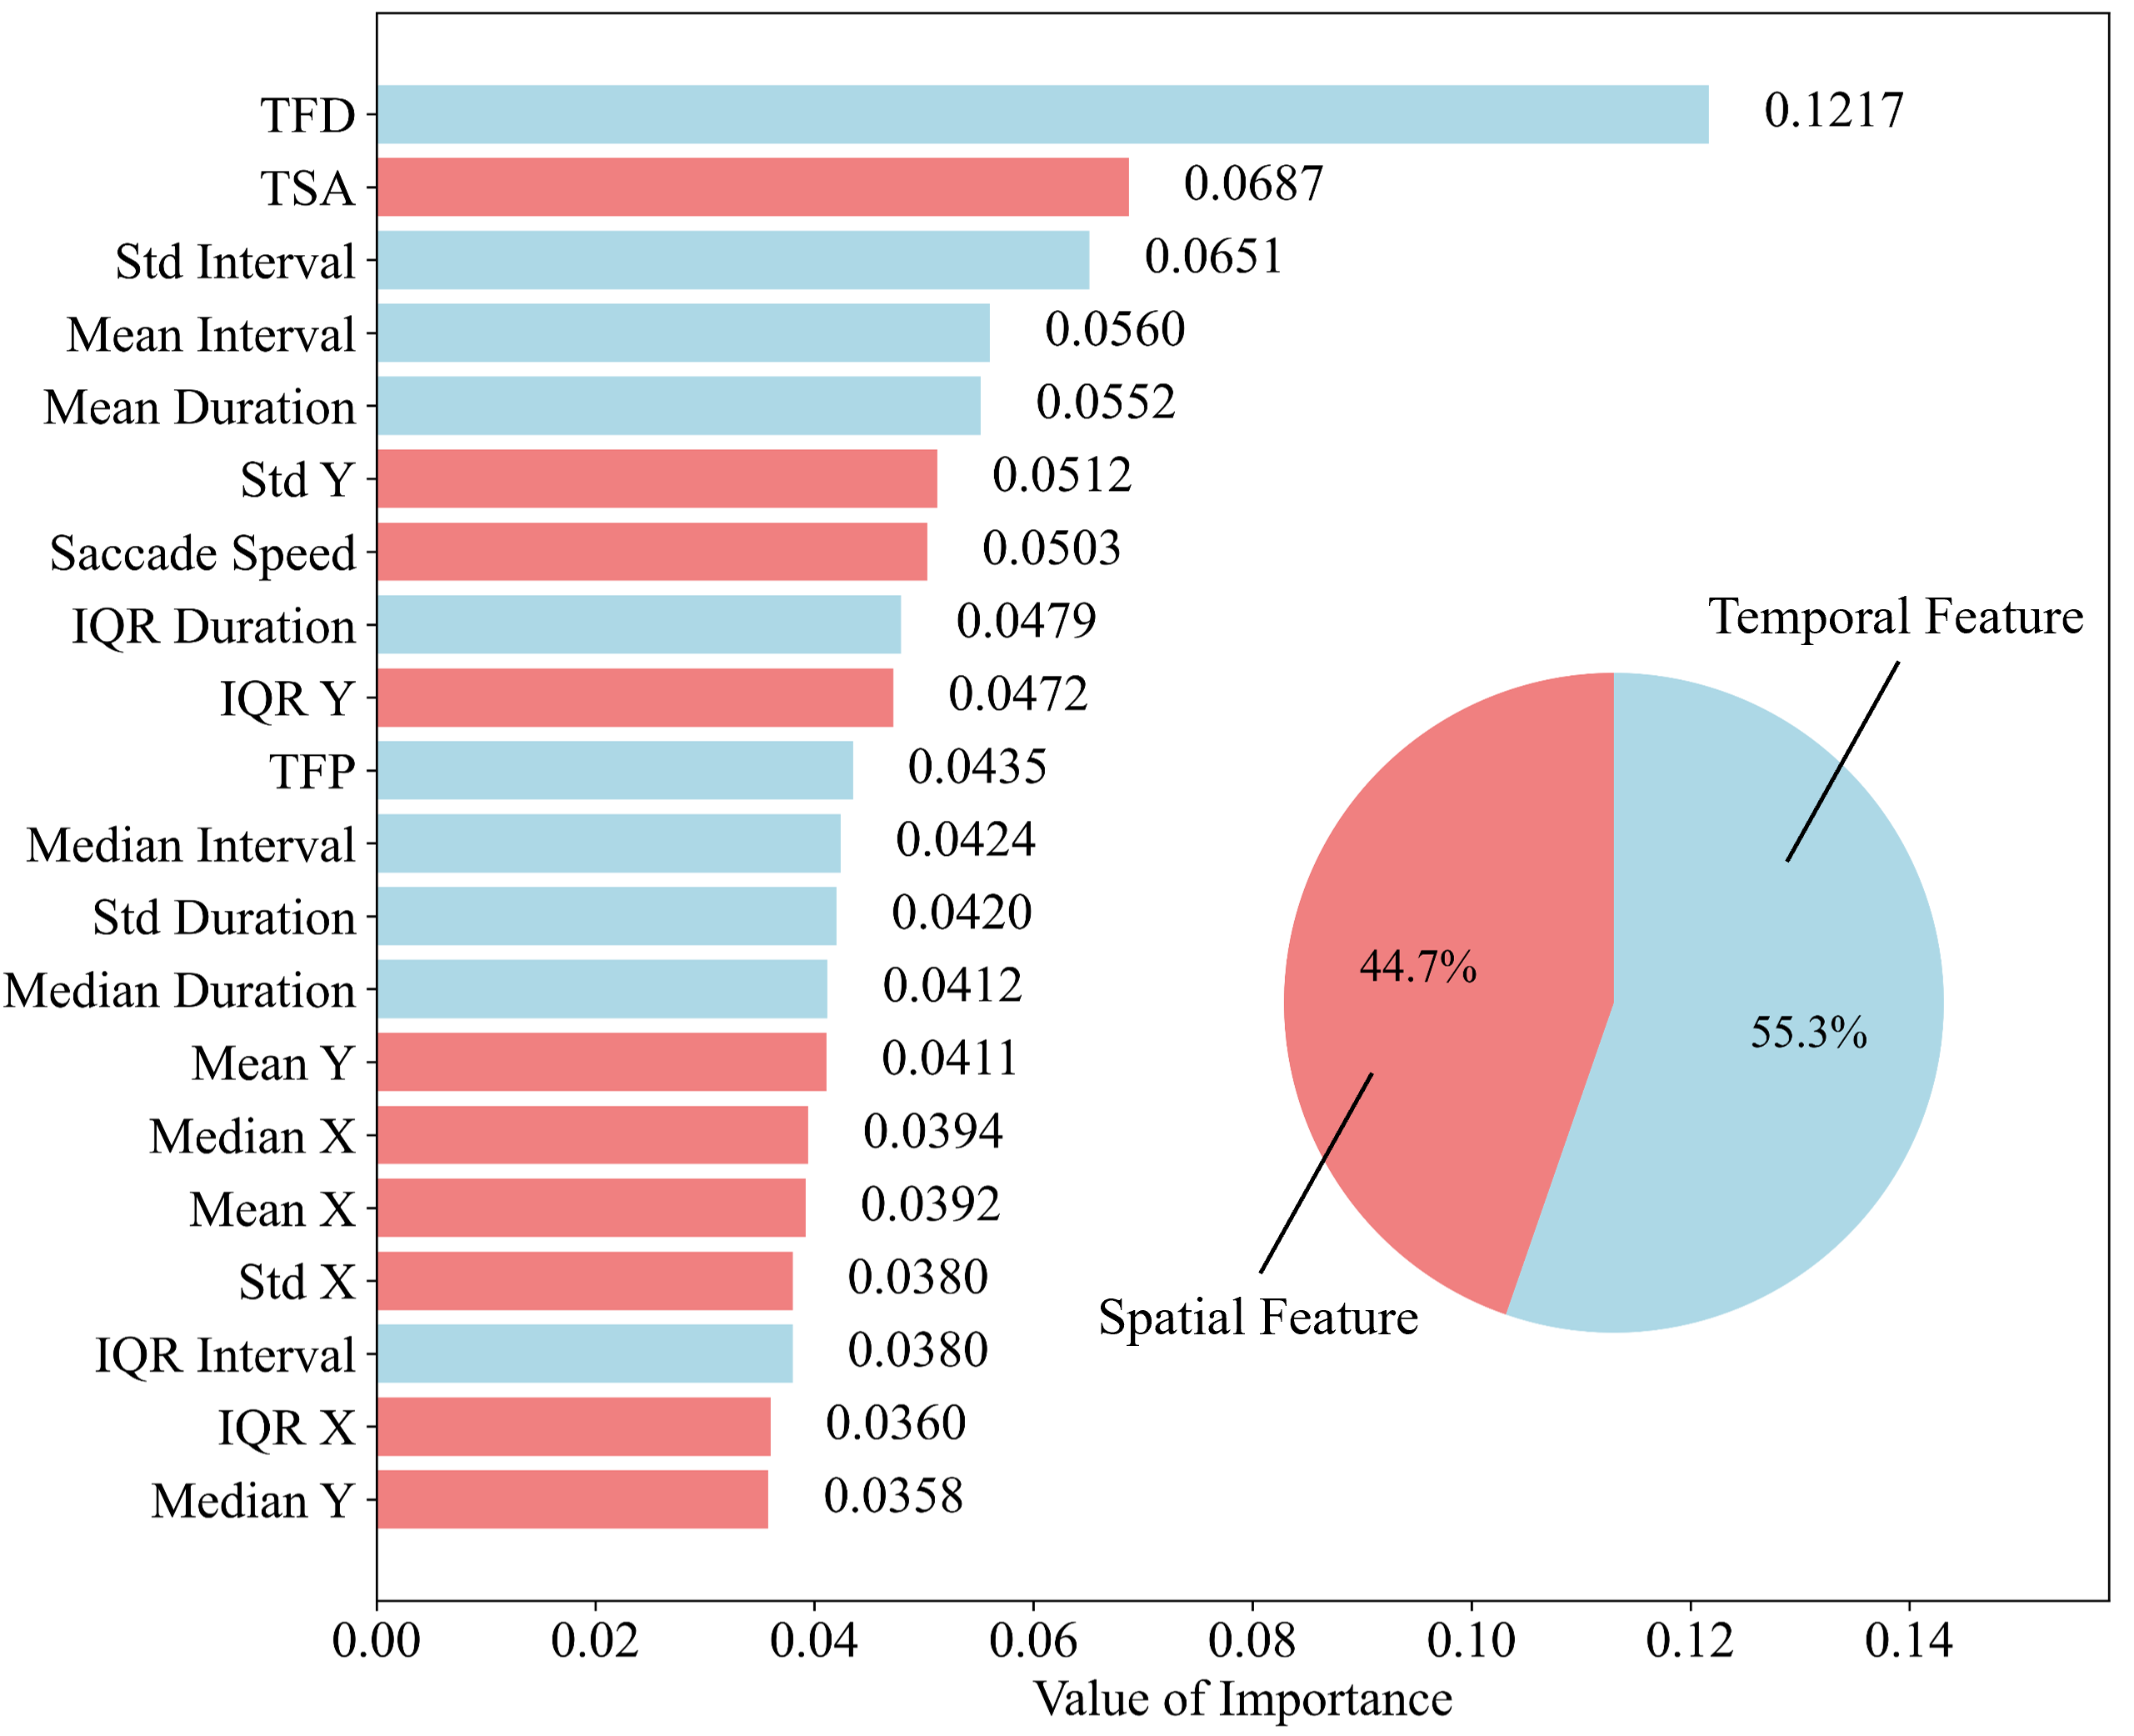 TFD 0.1217
TSA 0.0687
Std Interval 0.0651
Mean Interval 0.0560
Mean Duration 0.0552
Std Y 0.0512
Saccade Speed 0.0503
IQR Duration 0.0479
IQR Y 0.0472
TFP 0.0435
Median Interval 0.0424
Std Duration 0.0420
Median Duration 0.0412
Mean Y 0.0411
Median X 0.0394
Mean X 0.0392
Std X 0.0380
IQR Interval 0.0380
IQR X 0.0360
Median Y 0.0358
Temporal Feature
44.7%
55.3%
Spatial Feature
0.00 0.02 0.04 0.06 0.08 0.10 0.12 0.14
Value of Importance